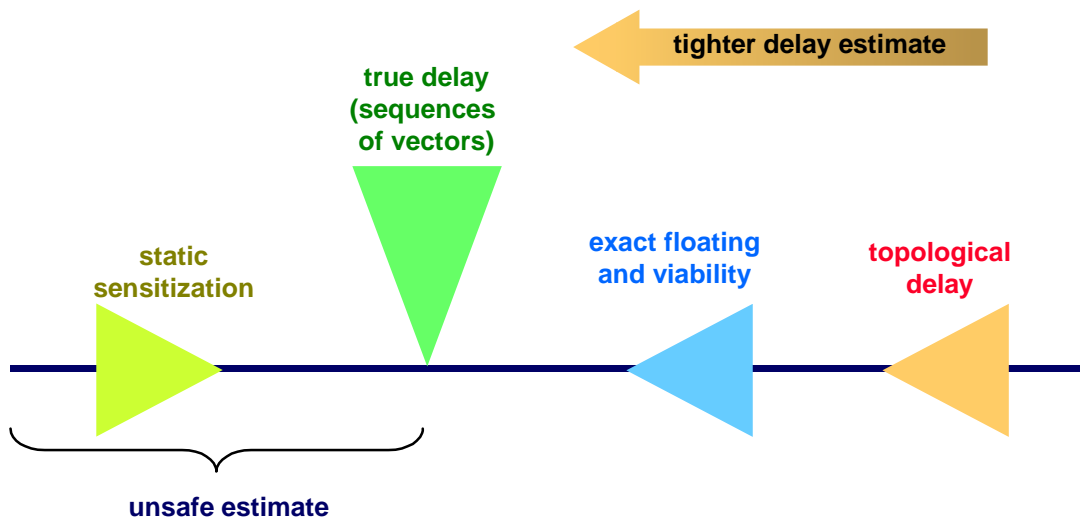 tighter delay estimate
true delay
(sequences
of vectors)
static
sensitization
exact floating
and viability
topological
delay
unsafe estimate